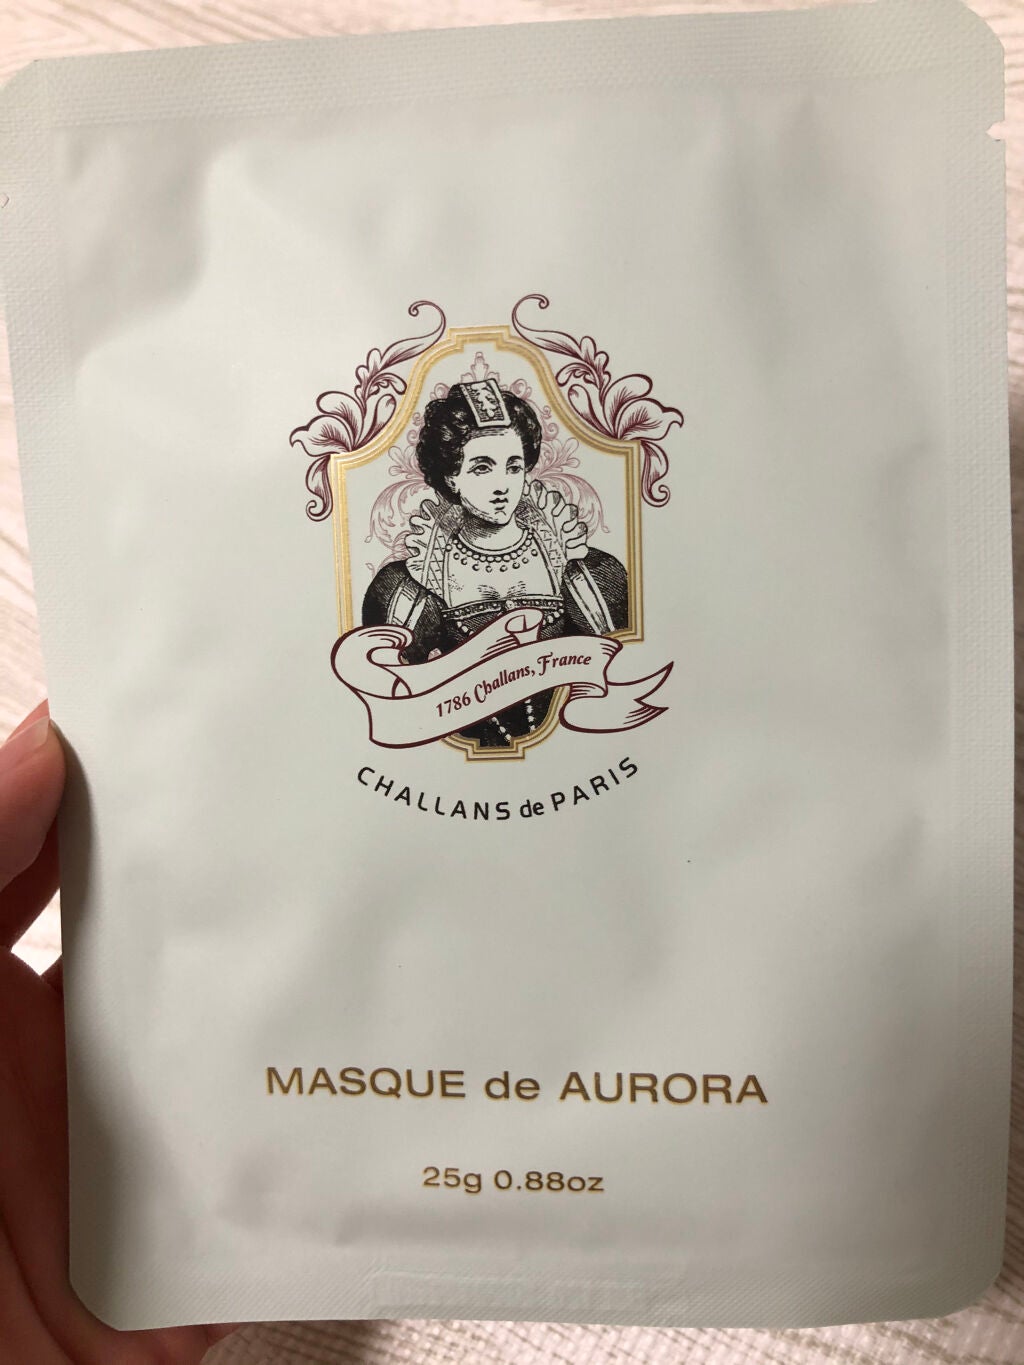 1786 Challans, France
CHALLANS de PARIS
MASQUE de AURORA
25g 0.88oz